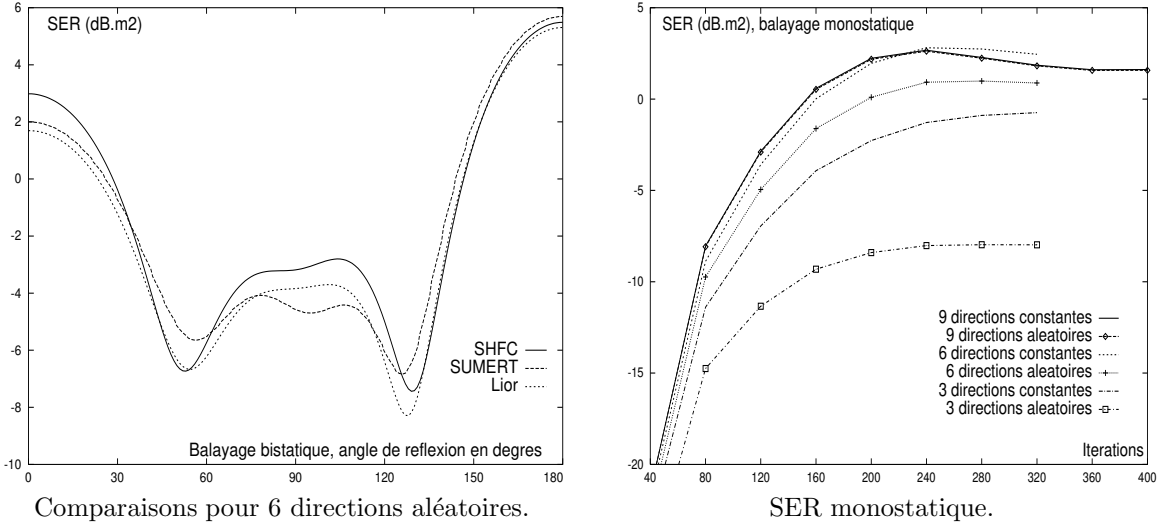 SER (dB.m2)
6
4
2
0
-2
-4
-6
-8
-10
SHFC
SUMERT
Lior
Balayage bistatique, angle de reflexion en degres
0 30 60 90 120 150 180
Comparaisons pour 6 directions aléatoires.
SER (dB.m2), balayage monostatique
5
0
-5
-10
-15
-20
9 directions constantes
9 directions aleatoires
6 directions constantes
6 directions aleatoires
3 directions constantes
3 directions aleatoires
Iterations
40 80 120 160 200 240 280 320 360 400
SER monostatique.